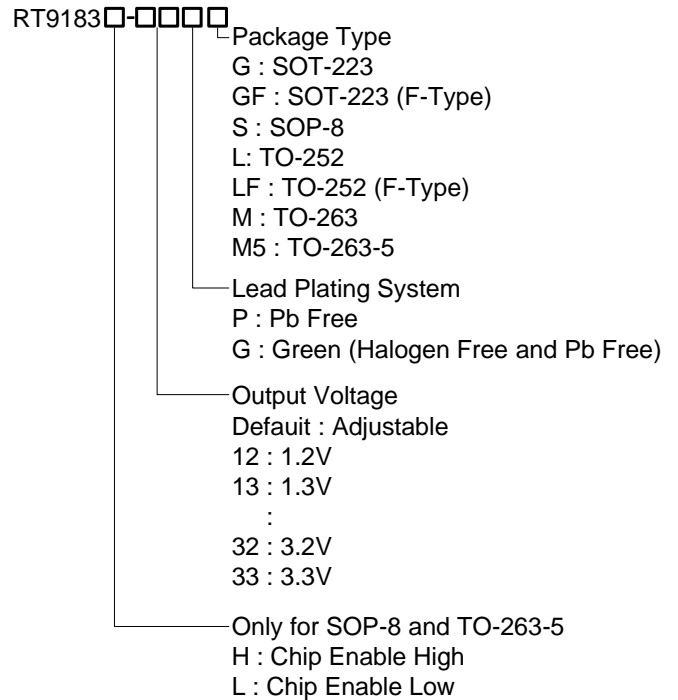 RT9183□-□□□□
Package Type
G : SOT-223
GF : SOT-223 (F-Type)
S : SOP-8
L: TO-252
LF : TO-252 (F-Type)
M : TO-263
M5 : TO-263-5
Lead Plating System
P : Pb Free
G : Green (Halogen Free and Pb Free)
Output Voltage
Defauit : Adjustable
12 : 1.2V
13 : 1.3V
:
32 : 3.2V
33 : 3.3V
Only for SOP-8 and TO-263-5
H : Chip Enable High
L : Chip Enable Low